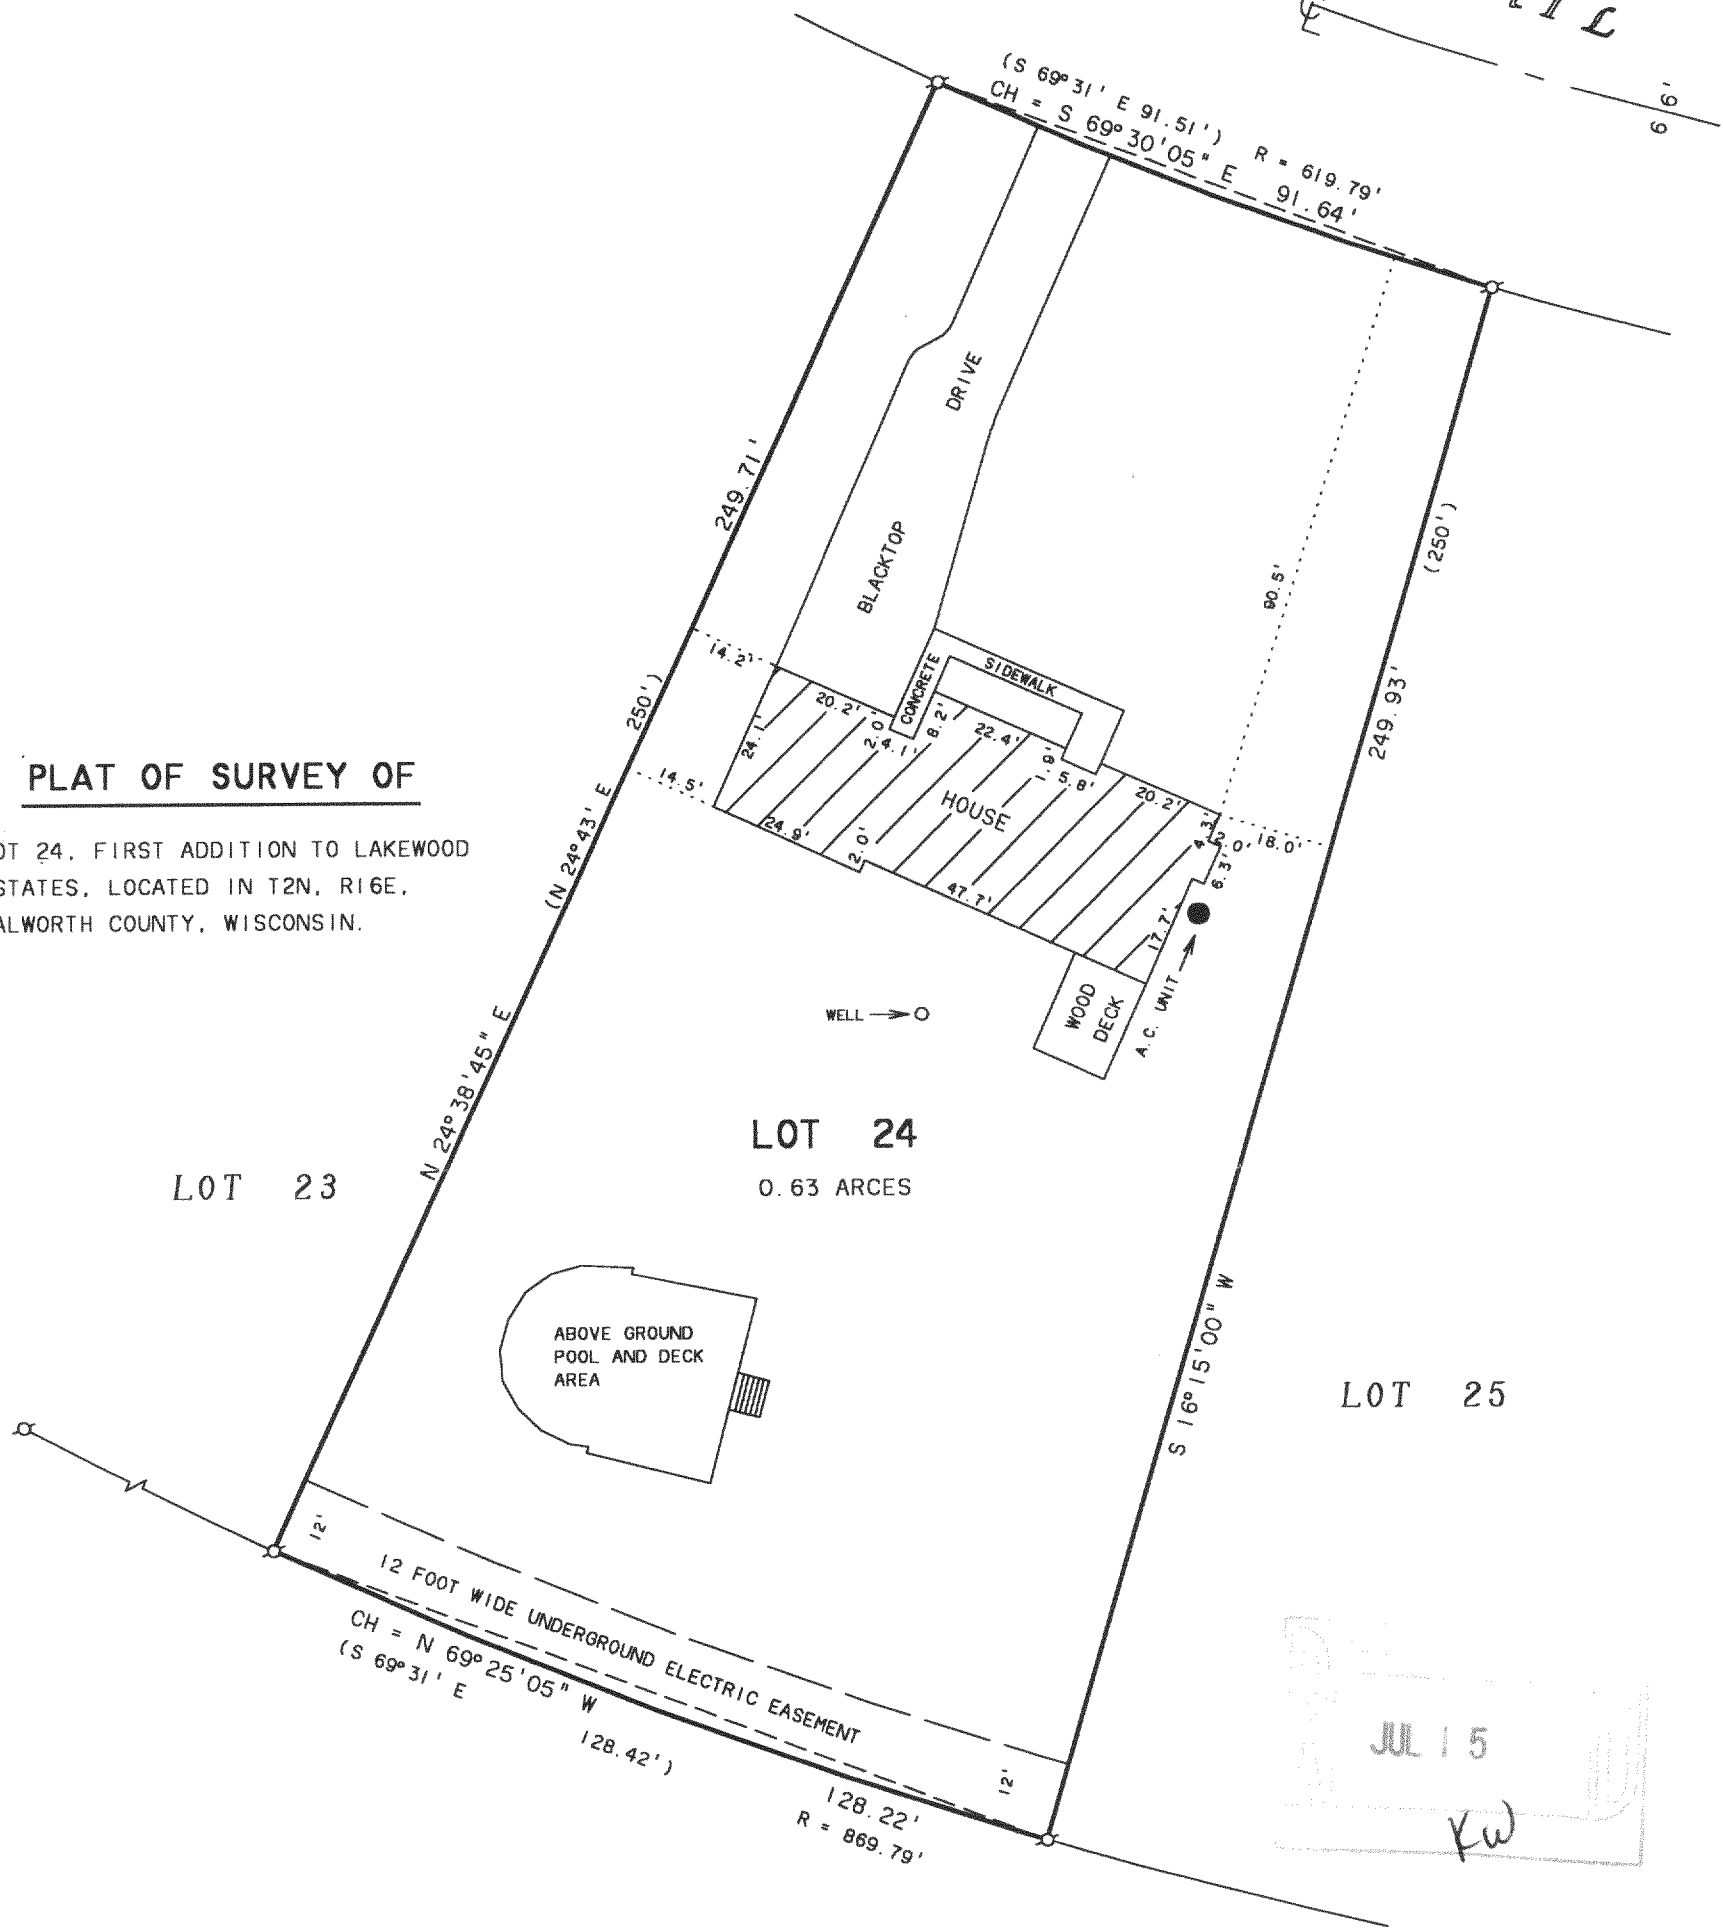 66'
(S 69°31' E 91.51')
CH = S 69°30'05" E 91.64'
R = 619.79'
249.71'
DRIVE
BLACKTOP
(250')
90.5'
249.93'
14.2'
CONCRETE
SIDEWALK
250')
20.2'
2.0'
4.1'
8.2'
22.4'
1.9'
5.8'
20.2'
24.1'
HOUSE
14.5'
24.9'
2.0'
47.7'
4.3'
2.0'
18.0'
6.3'
17.7'
PLAT OF SURVEY OF
OT 24, FIRST ADDITION TO LAKEWOOD
STATES, LOCATED IN T2N, R16E,
ALWORTH COUNTY, WISCONSIN.
(N 24°43' E
N 24°38'45" E
WELL
WOOD
DECK
A.C. UNIT
LOT 24
0.63 ARCES
LOT 23
S 16°15'00" W
ABOVE GROUND
POOL AND DECK
AREA
LOT 25
12'
12 FOOT WIDE UNDERGROUND ELECTRIC EASEMENT
12'
CH = N 69°25'05" W
(S 69°31' E
128.42')
128.22'
R = 869.79'
JUL 15
KW